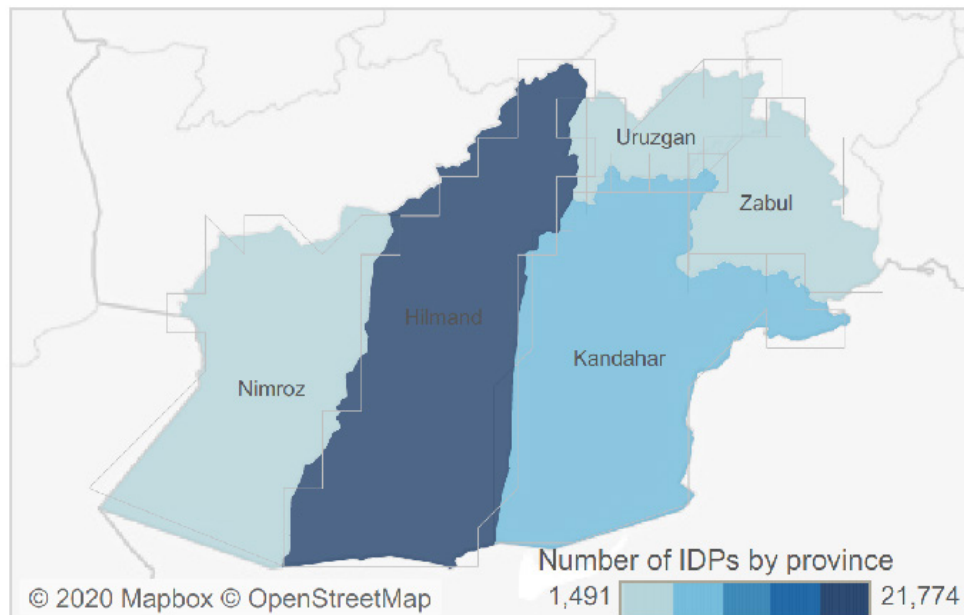 Uruzgan
Zabul
Hilmand
Kandahar
Nimroz
Number of IDPs by province
© 2020 Mapbox © OpenStreetMap
1,491
21,774